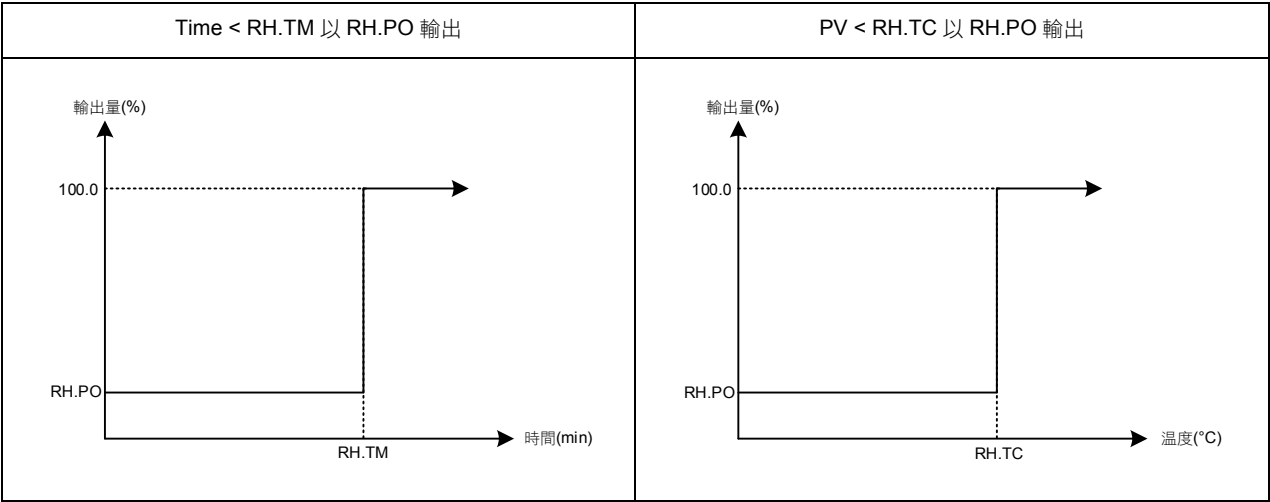 Time < RH.TM 以 RH.PO 輸出
PV < RH.TC 以 RH.PO 輸出
輸出量(%)
100.0
RH.PO
RH.TM
時間(min)
輸出量(%)
100.0
RH.PO
RH.TC
温度(°C)